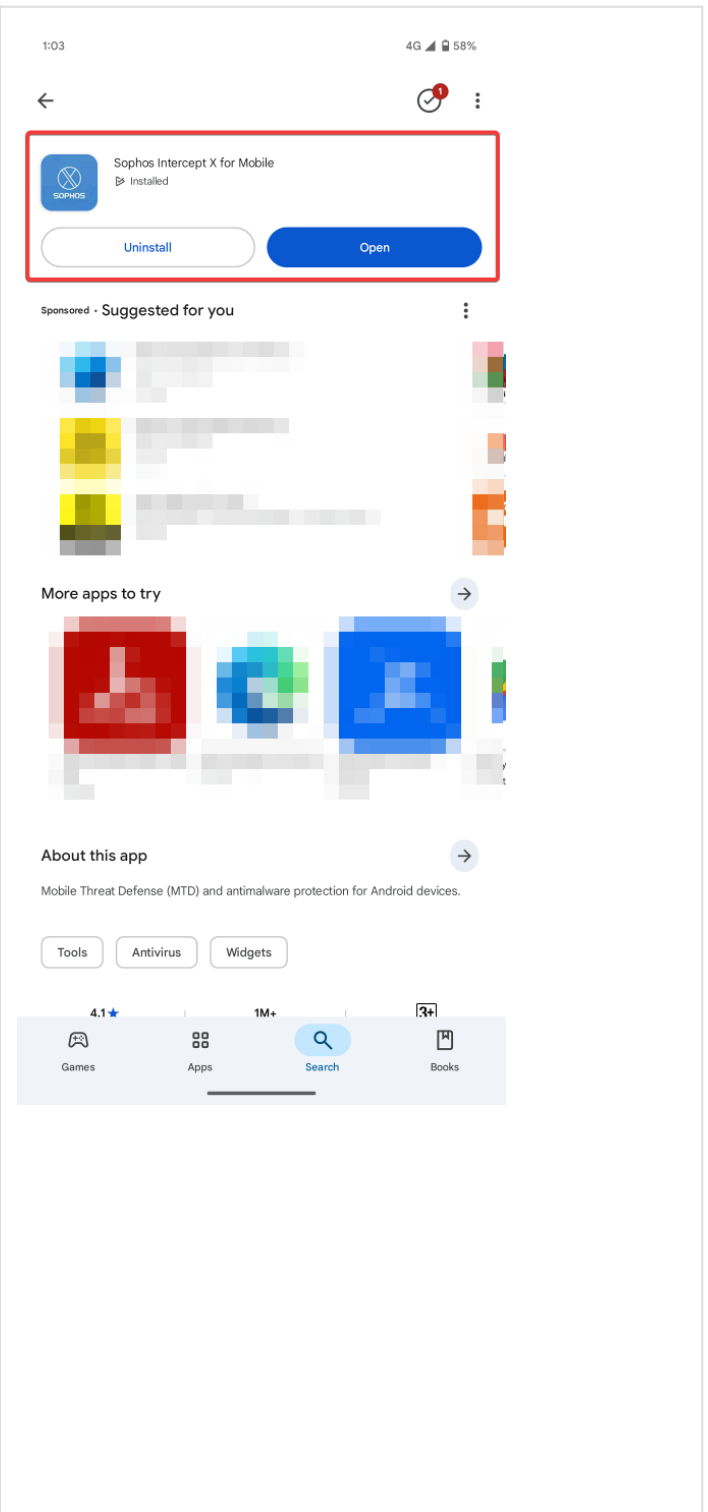 1:03
4G 58%
1
Sophos Intercept X for Mobile
Installed
SOPHOS
Uninstall
Open
Sponsored · Suggested for you
More apps to try
About this app
Mobile Threat Defense (MTD) and antimalware protection for Android devices.
Tools
Antivirus
Widgets
4.1★
1M+
3+
Games
Apps
Search
Books